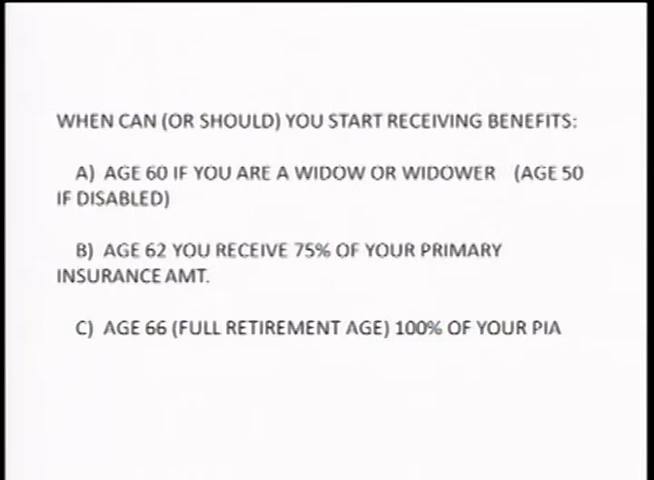 WHEN CAN (OR SHOULD) YOU START RECEIVING BENEFITS:
A) AGE 60 IF YOU ARE A WIDOW OR WIDOWER (AGE 50
IF DISABLED)
B) AGE 62 YOU RECEIVE 75% OF YOUR PRIMARY
INSURANCE AMT.
C) AGE 66 (FULL RETIREMENT AGE) 100% OF YOUR PIA